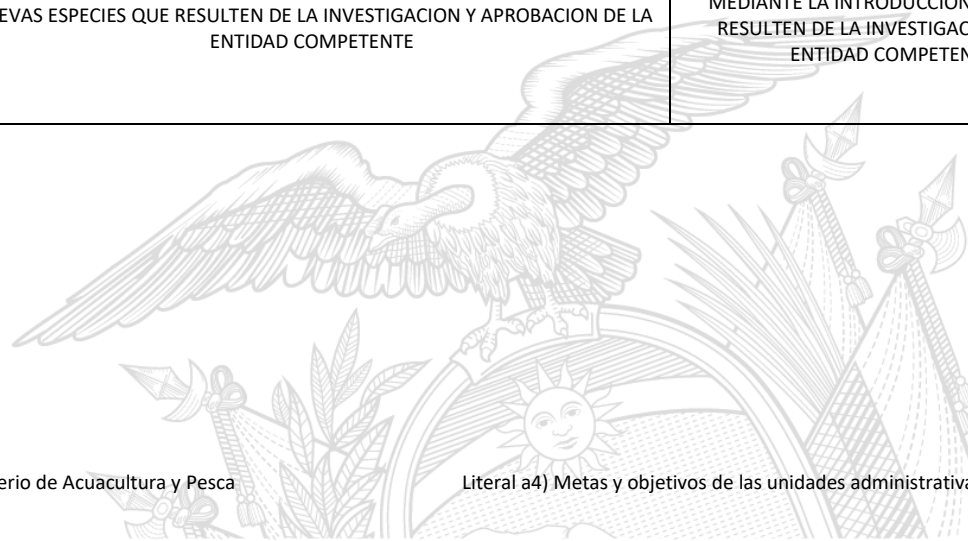 EVAS ESPECIES QUE RESULTEN DE LA INVESTIGACION Y APROBACION DE LA
ENTIDAD COMPETENTE
MEDIANTE LA INTRODUCCION
RESULTEN DE LA INVESTIGAC
ENTIDAD COMPETEN
erio de Acuacultura y Pesca
Literal a4) Metas y objetivos de las unidades administrativa